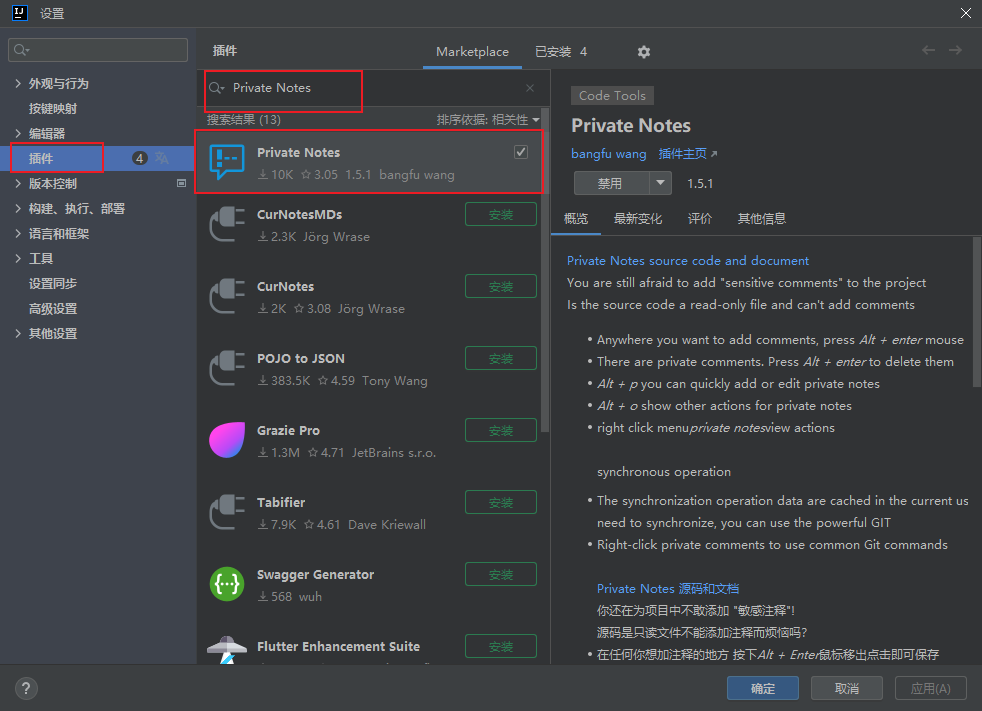 设置
外观与行为
按键映射
编辑器
插件 4
版本控制
构建、执行、部署
语言和框架
工具
设置同步
高级设置
其他设置
插件
Marketplace
已安装 4
Private Notes
搜索结果 (13)
排序依据: 相关性
Private Notes
10K 3.05 1.5.1 bangfu wang
CurNotesMDs
安装
2.3K Jörg Wrase
CurNotes
安装
2K 3.08 Jörg Wrase
POJO to JSON
安装
383.5K 4.59 Tony Wang
Grazie Pro
安装
1.3M 4.71 JetBrains s.r.o.
Tabifier
安装
7.9K 4.61 Dave Kriewall
Swagger Generator
安装
568 wuh
Flutter Enhancement Suite
安装
Code Tools
Private Notes
bangfu wang 插件主页
禁用 1.5.1
概览 最新变化 评价 其他信息
Private Notes source code and document
You are still afraid to add "sensitive comments" to the project
Is the source code a read-only file and can't add comments
• Anywhere you want to add comments, press Alt + enter mouse
• There are private comments. Press Alt + enter to delete them
• Alt + p you can quickly add or edit private notes
• Alt + o show other actions for private notes
• right click menuprivate notesview actions
synchronous operation
• The synchronization operation data are cached in the current us
need to synchronize, you can use the powerful GIT
• Right-click private comments to use common Git commands
Private Notes 源码和文档
你还在为项目中不敢添加 "敏感注释"!
源码是只读文件不能添加注释而烦恼吗?
• 在任何你想加注释的地方 按下Alt + Enter鼠标移出点击即可保存
?
确定
取消
应用(A)